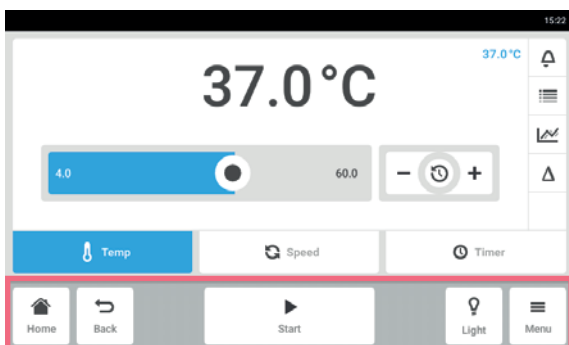 15:22
37.0°C
37.0°C
4.0
60.0
Temp
Speed
Timer
Home
Back
Start
Light
Menu